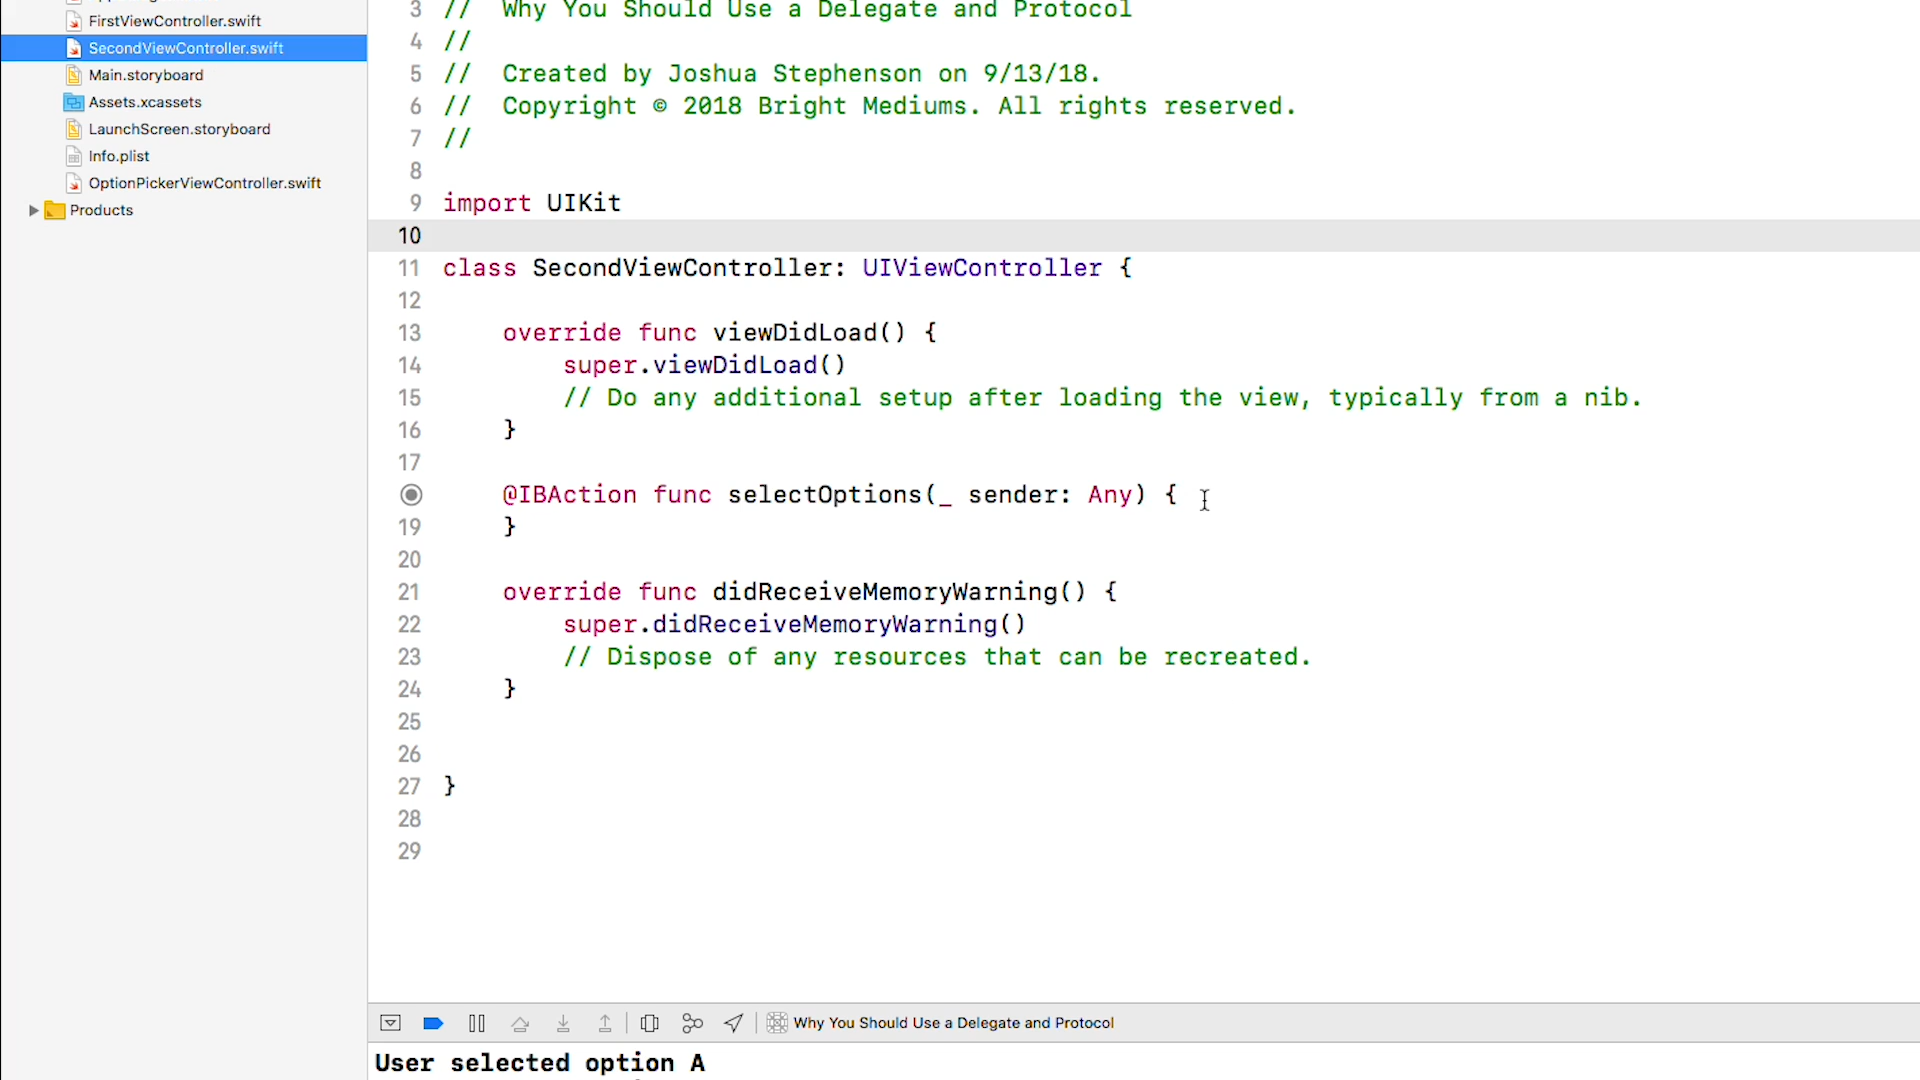 FirstViewController.swift
SecondViewController.swift
Main.storyboard
Assets.xcassets
LaunchScreen.storyboard
Info.plist
OptionPickerViewController.swift
Products
3 // Why You Should Use a Delegate and Protocol
4 //
5 // Created by Joshua Stephenson on 9/13/18.
6 // Copyright © 2018 Bright Mediums. All rights reserved.
7 //
8
9 import UIKit
10
11 class SecondViewController: UIViewController {
12
13 override func viewDidLoad() {
14 super.viewDidLoad()
15 // Do any additional setup after loading the view, typically from a nib.
16 }
17
@IBAction func selectOptions(_ sender: Any) {
19 }
20
21 override func didReceiveMemoryWarning() {
22 super.didReceiveMemoryWarning()
23 // Dispose of any resources that can be recreated.
24 }
25
26
27 }
28
29
Why You Should Use a Delegate and Protocol
User selected option A